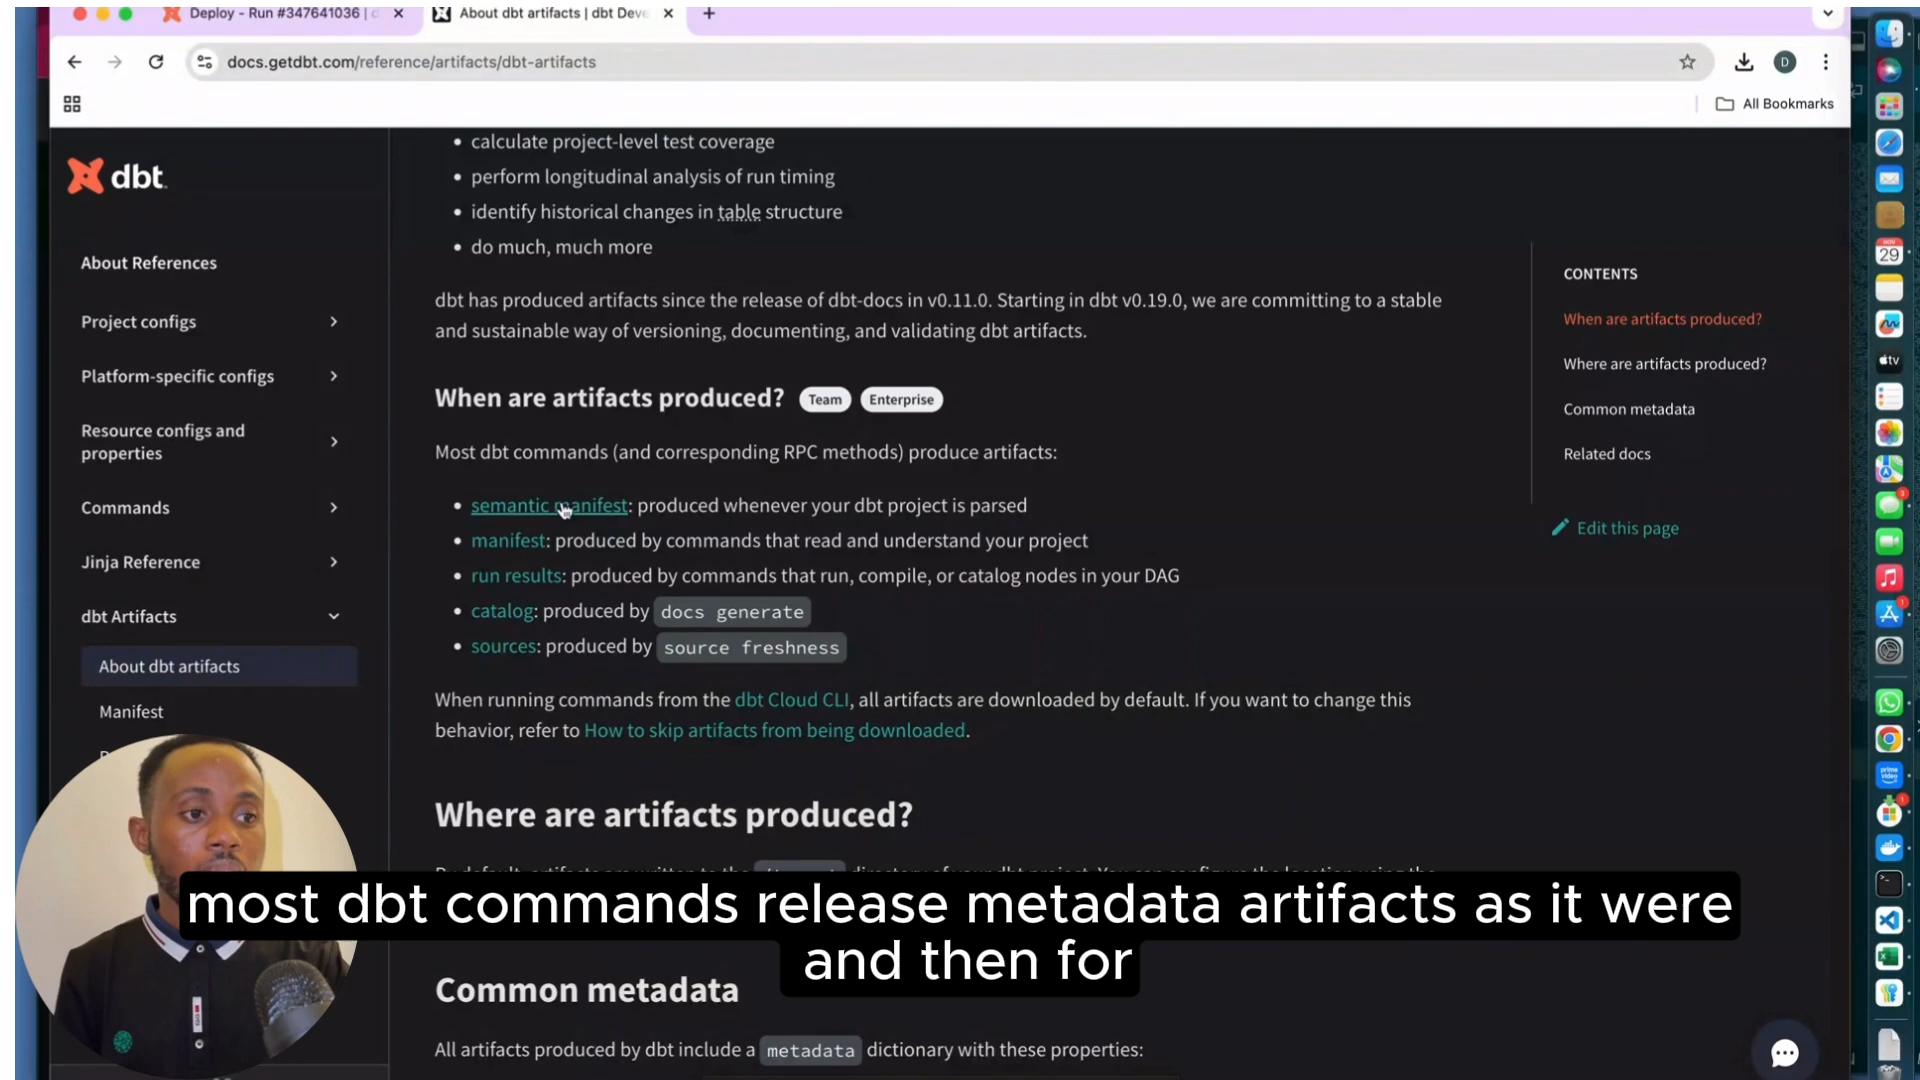 Deploy - Run #347641036 |
About dbt artifacts | dbt Deve
docs.getdbt.com/reference/artifacts/dbt-artifacts
D
All Bookmarks
dbt
About References
Project configs
Platform-specific configs
Resource configs and
properties
Commands
Jinja Reference
dbt Artifacts
About dbt artifacts
Manifest
• calculate project-level test coverage
• perform longitudinal analysis of run timing
• identify historical changes in table structure
• do much, much more
dbt has produced artifacts since the release of dbt-docs in v0.11.0. Starting in dbt v0.19.0, we are committing to a stable
and sustainable way of versioning, documenting, and validating dbt artifacts.
When are artifacts produced? Team Enterprise
Most dbt commands (and corresponding RPC methods) produce artifacts:
• semantic manifest: produced whenever your dbt project is parsed
• manifest: produced by commands that read and understand your project
• run results: produced by commands that run, compile, or catalog nodes in your DAG
• catalog: produced by docs generate
• sources: produced by source freshness
When running commands from the dbt Cloud CLI, all artifacts are downloaded by default. If you want to change this
behavior, refer to How to skip artifacts from being downloaded.
Where are artifacts produced?
most dbt commands release metadata artifacts as it were
and then for
Common metadata
All artifacts produced by dbt include a metadata dictionary with these properties:
CONTENTS
When are artifacts produced?
Where are artifacts produced?
Common metadata
Related docs
Edit this page
NOV
29
tv
prime video